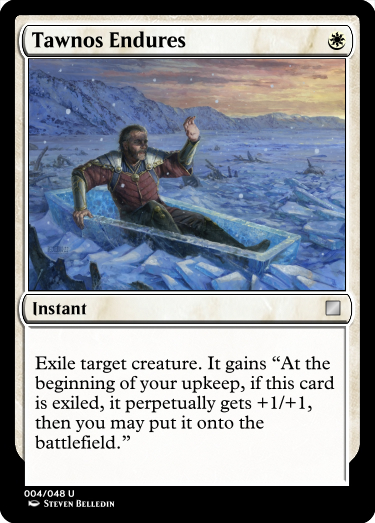 Tawnos Endures
Instant
Exile target creature. It gains “At the
beginning of your upkeep, if this card
is exiled, it perpetually gets +1/+1,
then you may put it onto the
battlefield.”
004/048 U
Steven Belledin